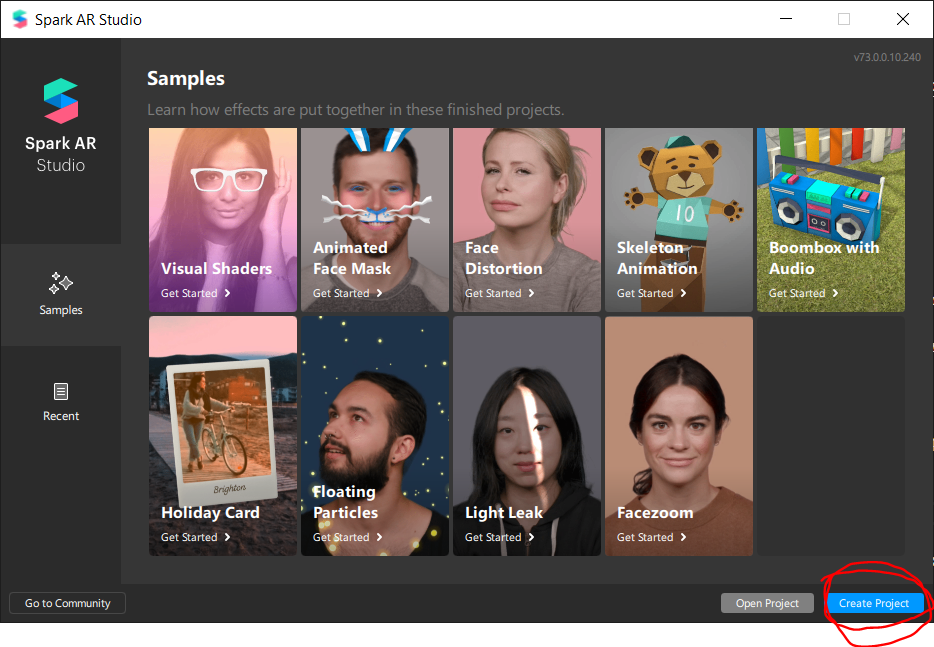 Spark AR Studio
v73.0.0.10.240
Spark AR
Studio
Samples
Recent
Samples
Learn how effects are put together in these finished projects.
Visual Shaders
Get Started
Animated
Face Mask
Get Started
Face
Distortion
Get Started
10
Skeleton
Animation
Get Started
Boombox with
Audio
Get Started
Brighton
Holiday Card
Get Started
Floating
Particles
Get Started
Light Leak
Get Started
Facezoom
Get Started
Go to Community
Open Project
Create Project